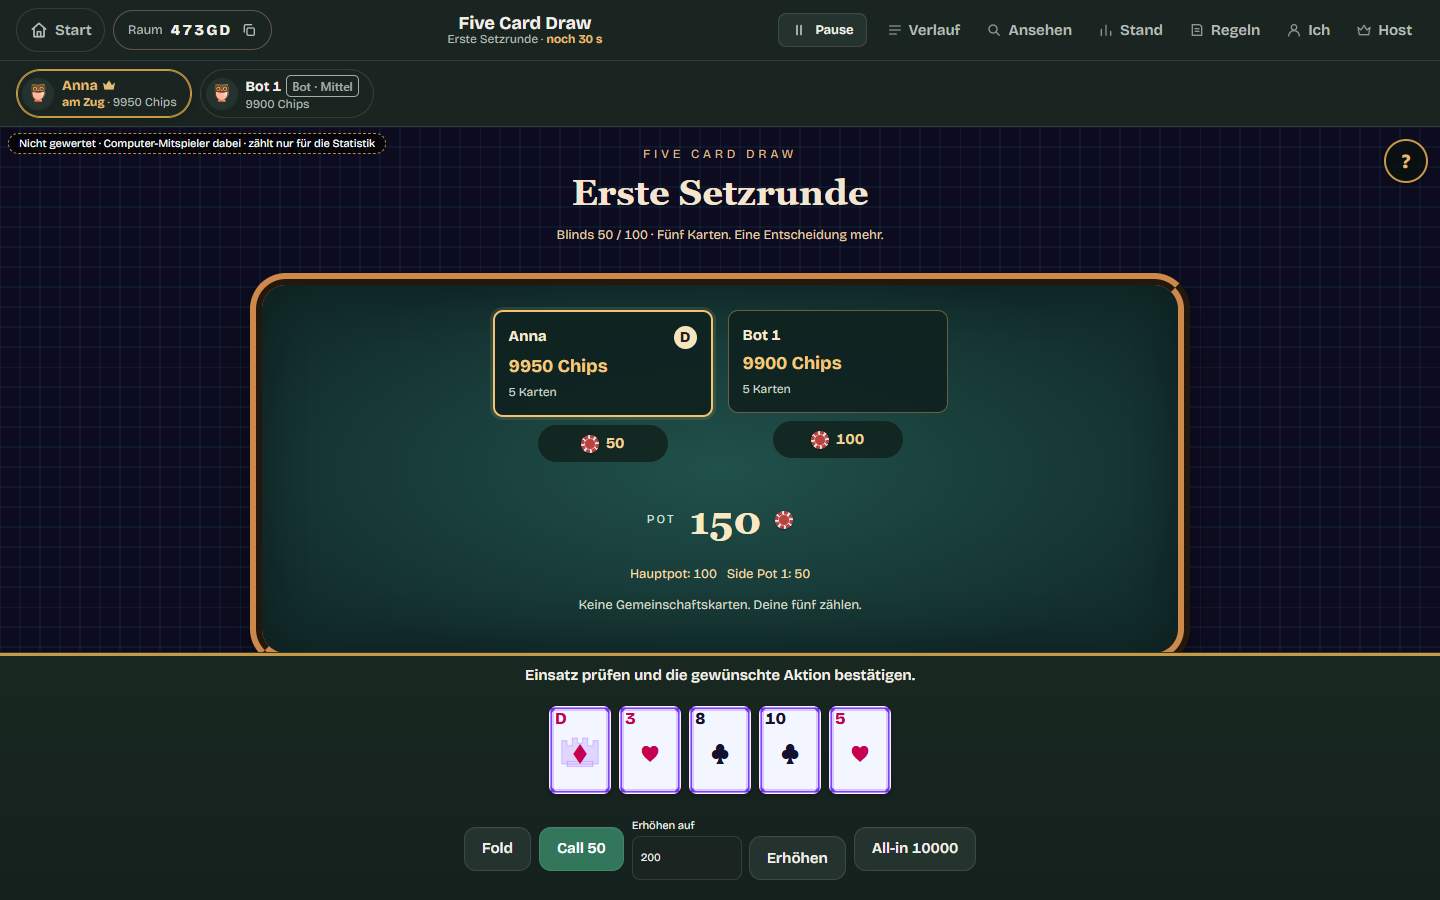 Start
Raum 473GD
Five Card Draw
Erste Setzrunde · noch 30 s
Pause
Verlauf
Ansehen
Stand
Regeln
Ich
Host
Anna
am Zug · 9950 Chips
Bot 1 Bot · Mittel
9900 Chips
Nicht gewertet · Computer-Mitspieler dabei · zählt nur für die Statistik
?
FIVE CARD DRAW
Erste Setzrunde
Blinds 50 / 100 · Fünf Karten. Eine Entscheidung mehr.
Anna D
9950 Chips
5 Karten
50
Bot 1
9900 Chips
5 Karten
100
POT 150
Hauptpot: 100 Side Pot 1: 50
Keine Gemeinschaftskarten. Deine fünf zählen.
Einsatz prüfen und die gewünschte Aktion bestätigen.
D 3 8 10 5
Fold
Call 50
Erhöhen auf
200
Erhöhen
All-in 10000